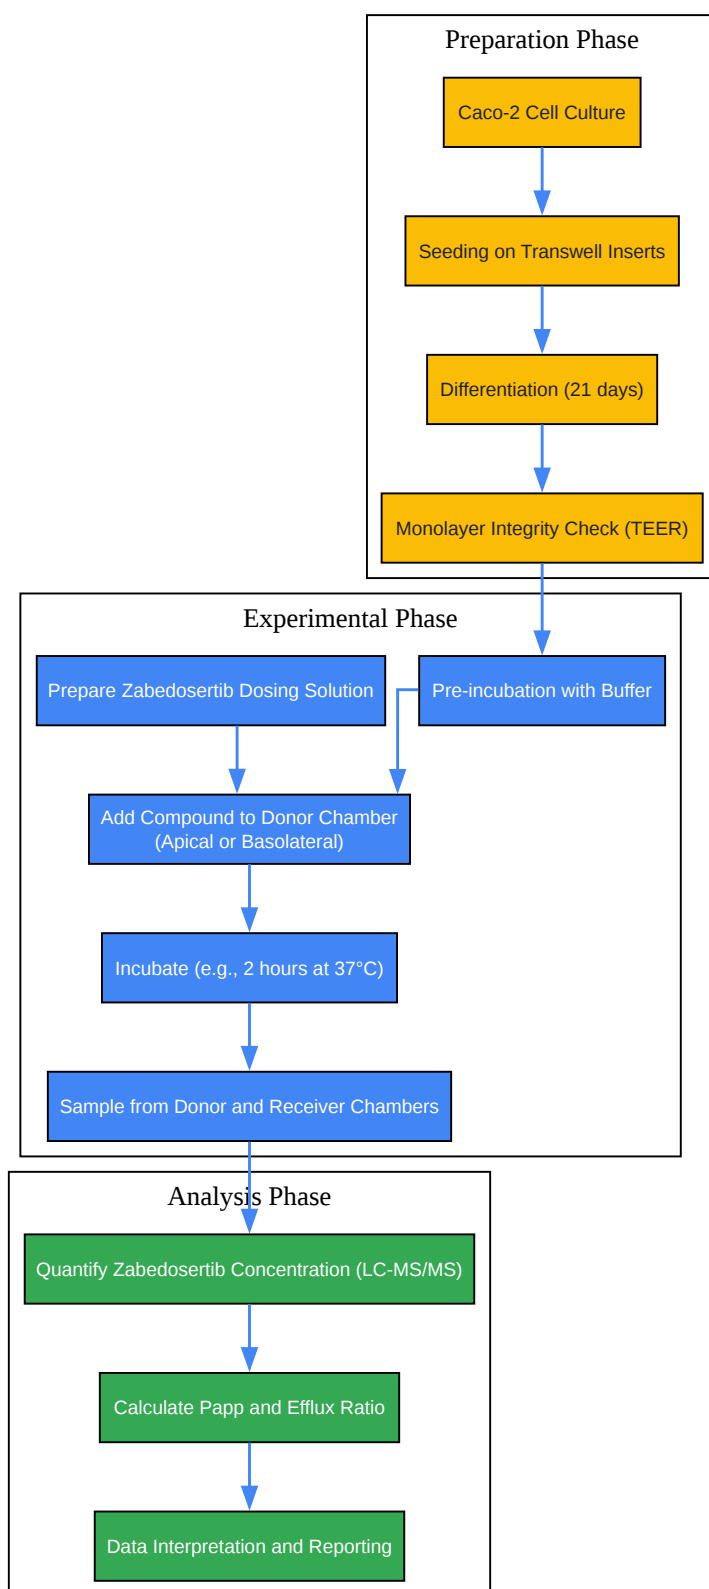 Preparation Phase
Caco-2 Cell Culture
Seeding on Transwell Inserts
Differentiation (21 days)
Monolayer Integrity Check (TEER)
Experimental Phase
Prepare Zabedosertib Dosing Solution
Pre-incubation with Buffer
Add Compound to Donor Chamber
(Apical or Basolateral)
Incubate (e.g., 2 hours at 37°C)
Sample from Donor and Receiver Chambers
Analysis Phase
Quantify Zabedosertib Concentration (LC-MS/MS)
Calculate Papp and Efflux Ratio
Data Interpretation and Reporting